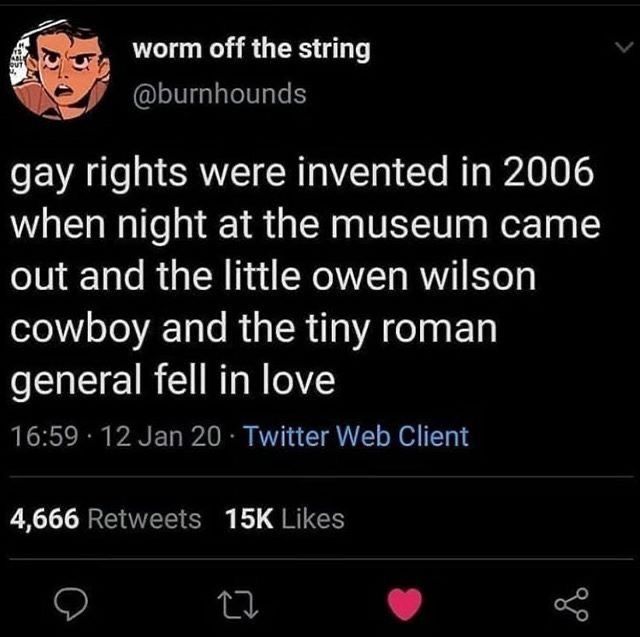 worm off the string
@burnhounds
gay rights were invented in 2006
when night at the museum came
out and the little owen wilson
cowboy and the tiny roman
general fell in love
16:59 · 12 Jan 20 · Twitter Web Client
4,666 Retweets 15K Likes